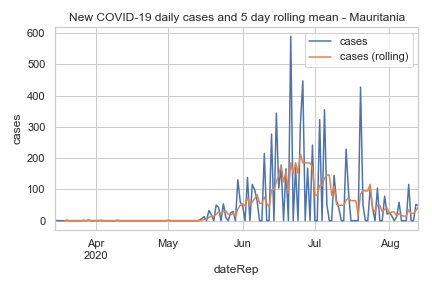 New COVID-19 daily cases and 5 day rolling mean - Mauritania
600
500
400
300
200
100
0
cases
cases
cases (rolling)
Apr
2020
May
Jun
Jul
Aug
dateRep